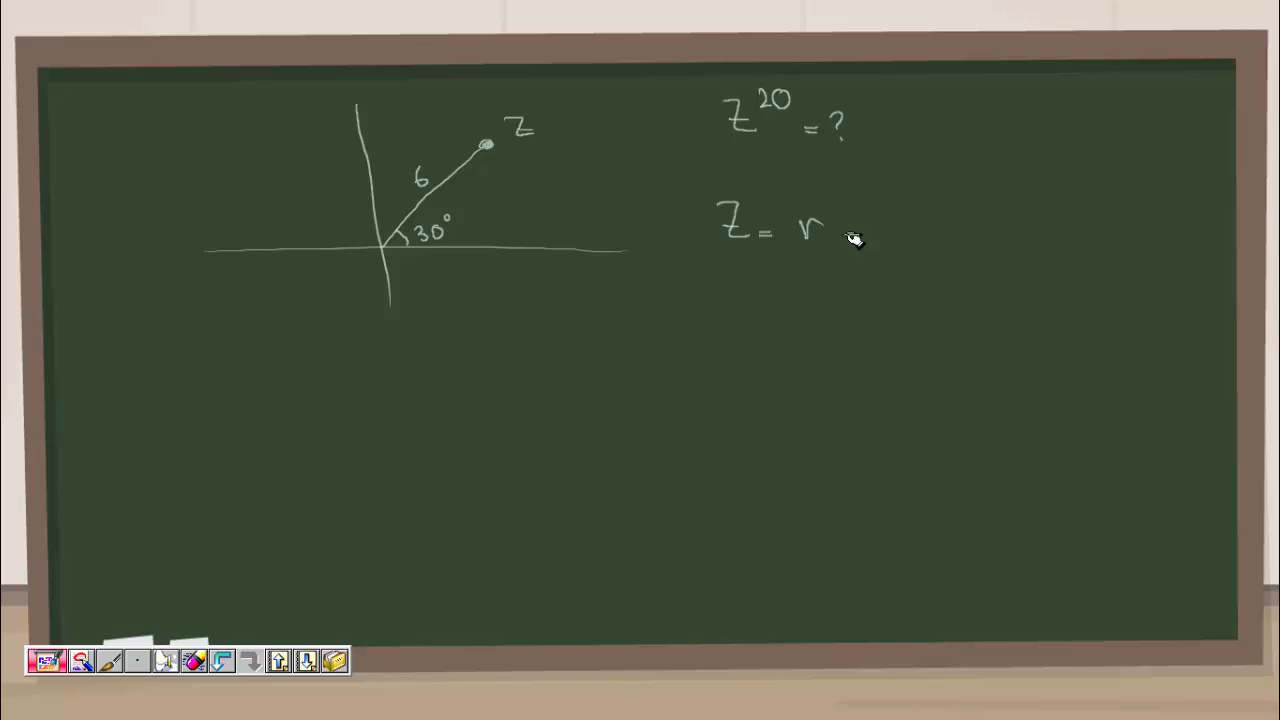 Z
6
30°
Z^20 = ?
Z = r